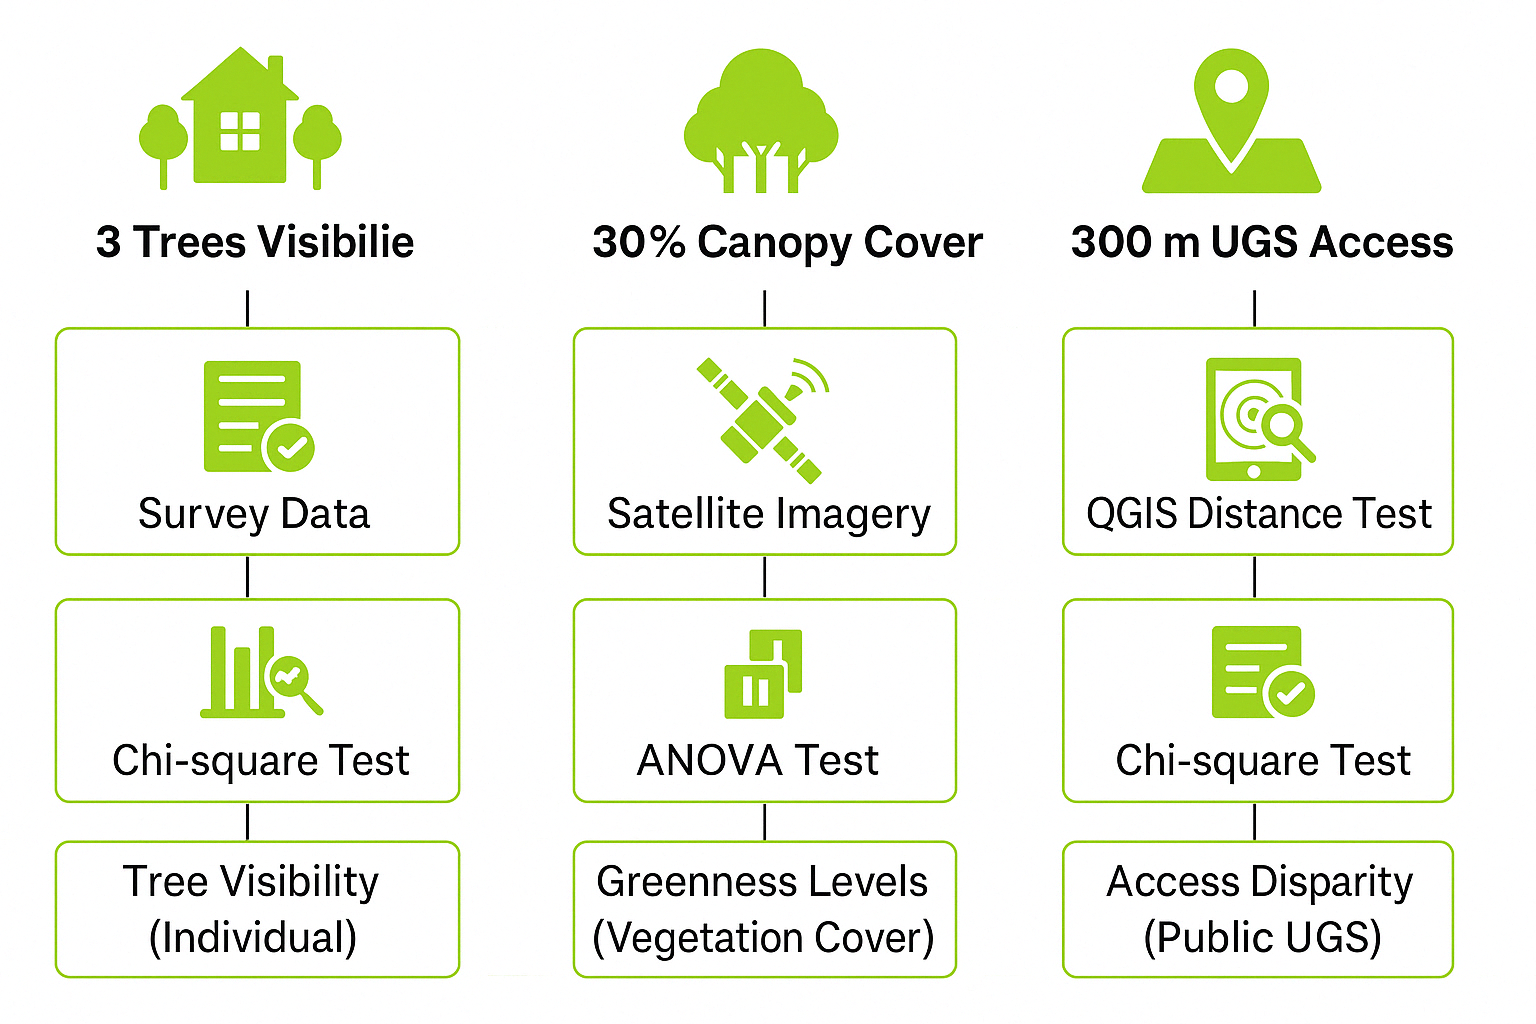 3 Trees Visibilie
30% Canopy Cover
300 m UGS Access
Survey Data
Satellite Imagery
QGIS Distance Test
Chi-square Test
ANOVA Test
Chi-square Test
Tree Visibility
(Individual)
Greenness Levels
(Vegetation Cover)
Access Disparity
(Public UGS)